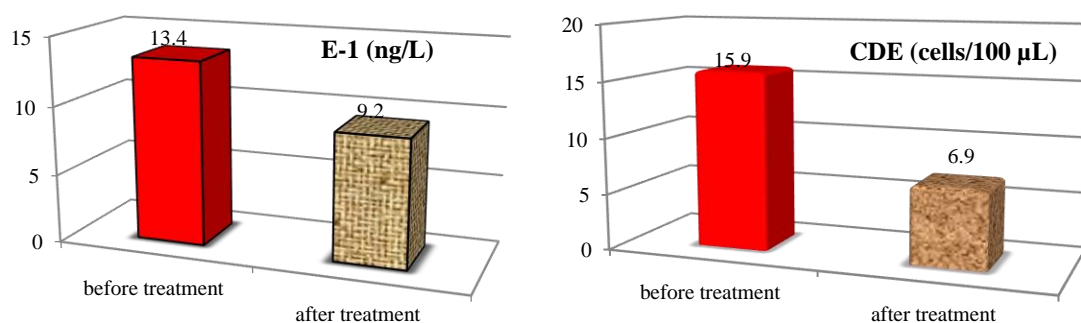 E-1 (ng/L)
15
10
5
0
13.4
9.2
before treatment
after treatment
CDE (cells/100 µL)
20
15
10
5
0
15.9
6.9
before treatment
after treatment